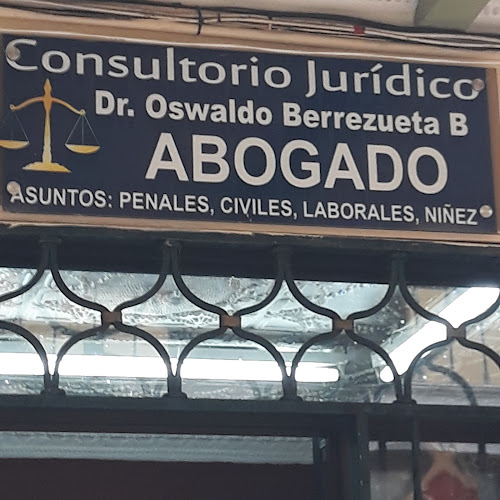 Consultorio Jurídico
Dr. Oswaldo Berrezueta B
ABOGADO
ASUNTOS: PENALES, CIVILES, LABORALES, NIÑEZ